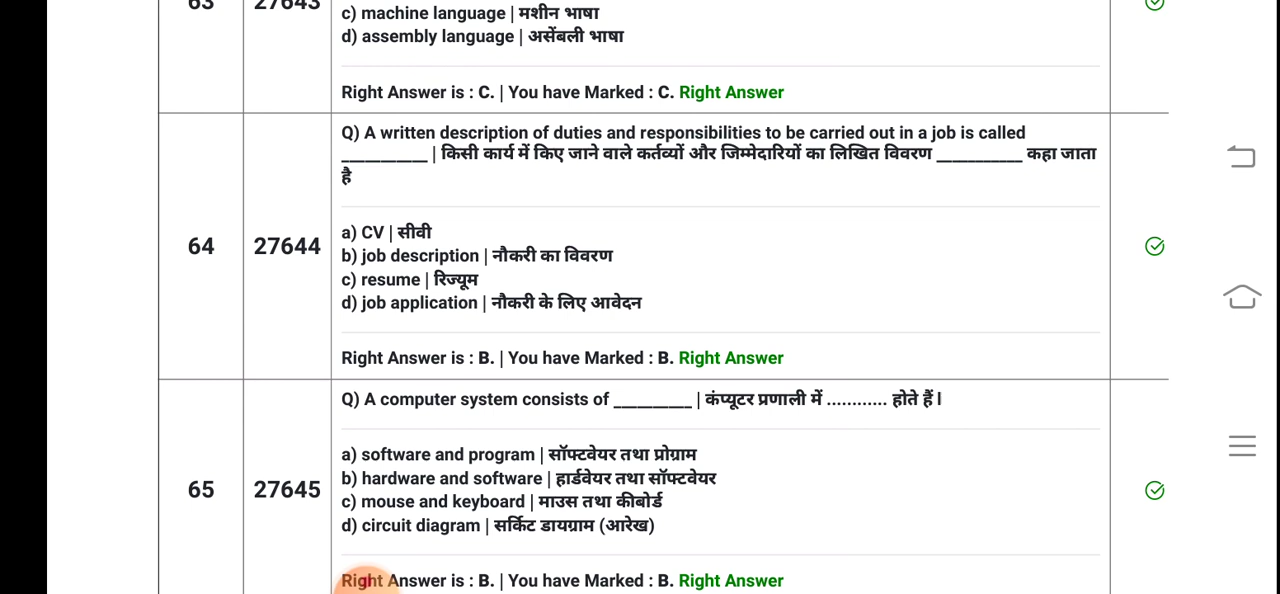 63 27643
c) machine language | मशीन भाषा
d) assembly language | असेंबली भाषा
Right Answer is : C. | You have Marked : C. Right Answer
Q) A written description of duties and responsibilities to be carried out in a job is called
__________ | किसी कार्य में किए जाने वाले कर्तव्यों और जिम्मेदारियों का लिखित विवरण __________ कहा जाता
है
64 27644
a) CV | सीवी
b) job description | नौकरी का विवरण
c) resume | रिज्यूम
d) job application | नौकरी के लिए आवेदन
Right Answer is : B. | You have Marked : B. Right Answer
Q) A computer system consists of _________ | कंप्यूटर प्रणाली में ............ होते हैं l
65 27645
a) software and program | सॉफ्टवेयर तथा प्रोग्राम
b) hardware and software | हार्डवेयर तथा सॉफ्टवेयर
c) mouse and keyboard | माउस तथा कीबोर्ड
d) circuit diagram | सर्किट डायग्राम (आरेख)
Right Answer is : B. | You have Marked : B. Right Answer